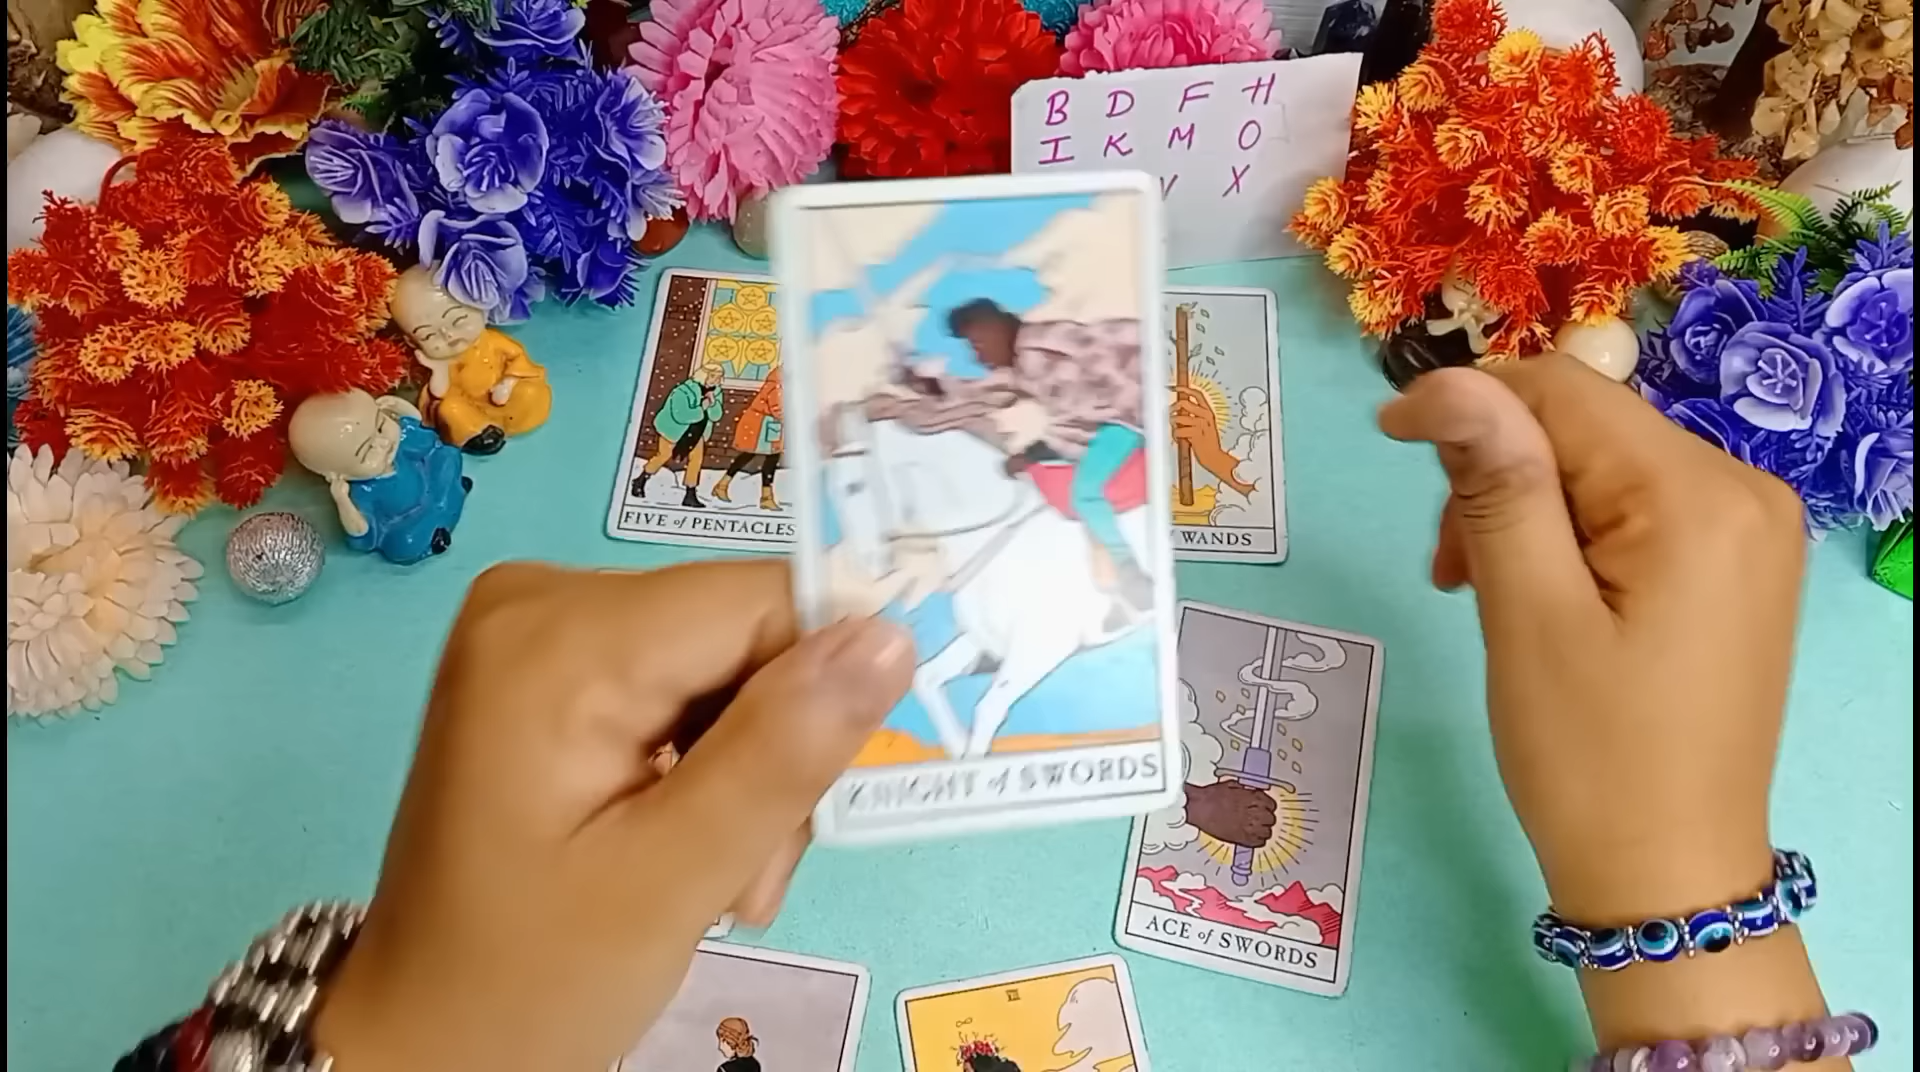 B D F H
I K M O
V X
FIVE of PENTACLES
WANDS
KNIGHT of SWORDS
ACE of SWORDS